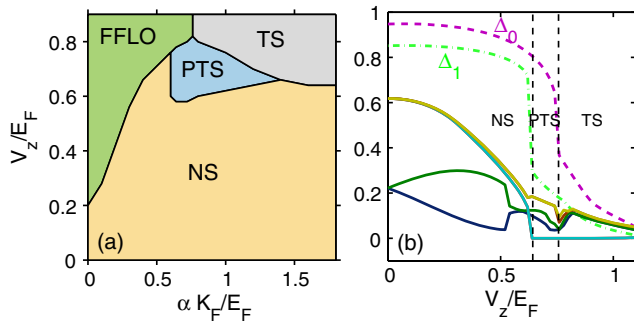 FFLO
TS
PTS
NS
(a)
V_z/E_F
0.8
0.6
0.4
0.2
0
0
0.5
1
1.5
α K_F/E_F
Δ_0
Δ_1
NS
PTS
TS
(b)
1
0.8
0.6
0.4
0.2
0
0
0.5
1
V_z/E_F